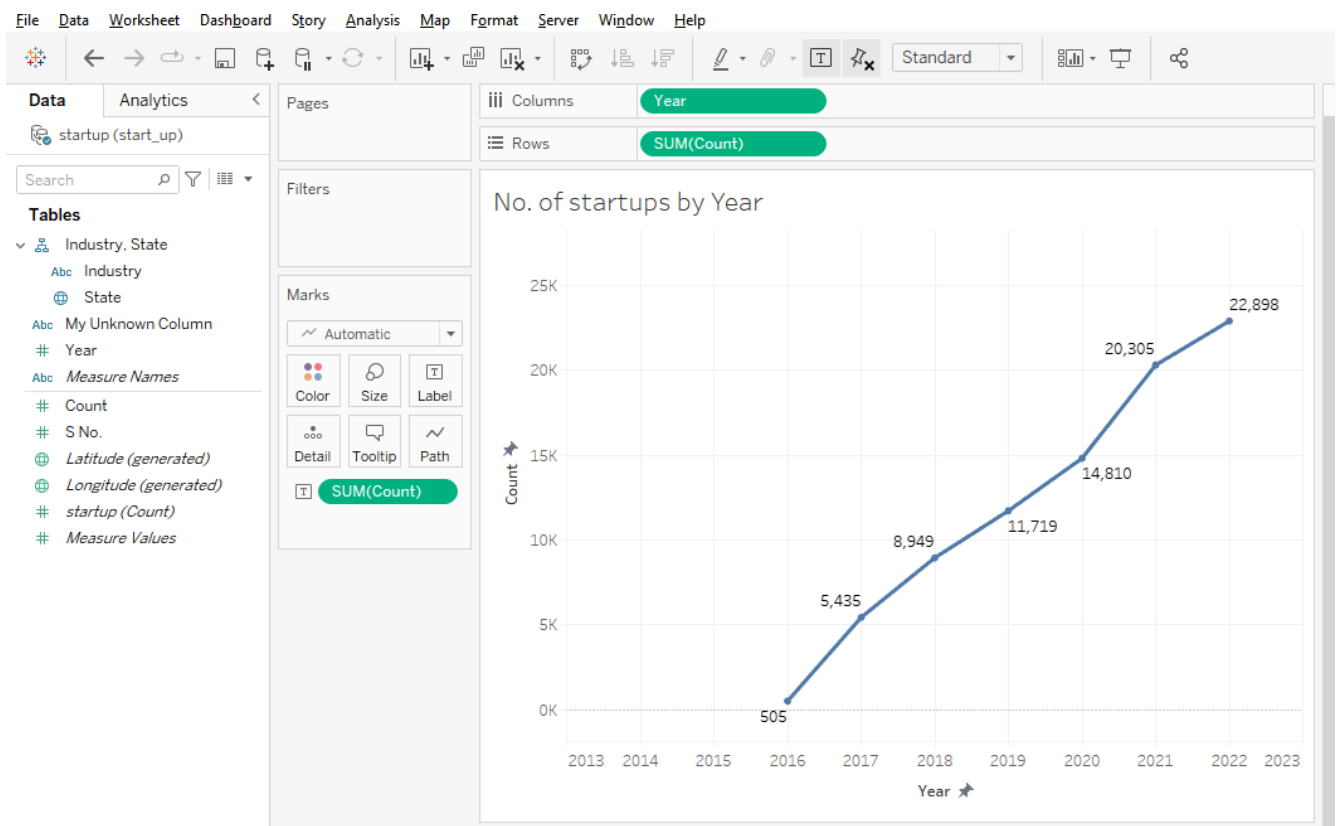 File Data Worksheet Dashboard Story Analysis Map Format Server Window Help
Standard
Data Analytics
startup (start_up)
Search
Tables
Industry, State
Abc Industry
State
Abc My Unknown Column
# Year
Abc Measure Names
# Count
# S No.
Latitude (generated)
Longitude (generated)
# startup (Count)
# Measure Values
Pages
Filters
Marks
Automatic
Color Size T Label
Detail Tooltip Path
T SUM(Count)
iii Columns Year
Rows SUM(Count)
No. of startups by Year
25K
20K
15K
10K
5K
0K
Count
22,898
20,305
14,810
11,719
8,949
5,435
505
2013 2014 2015 2016 2017 2018 2019 2020 2021 2022 2023
Year